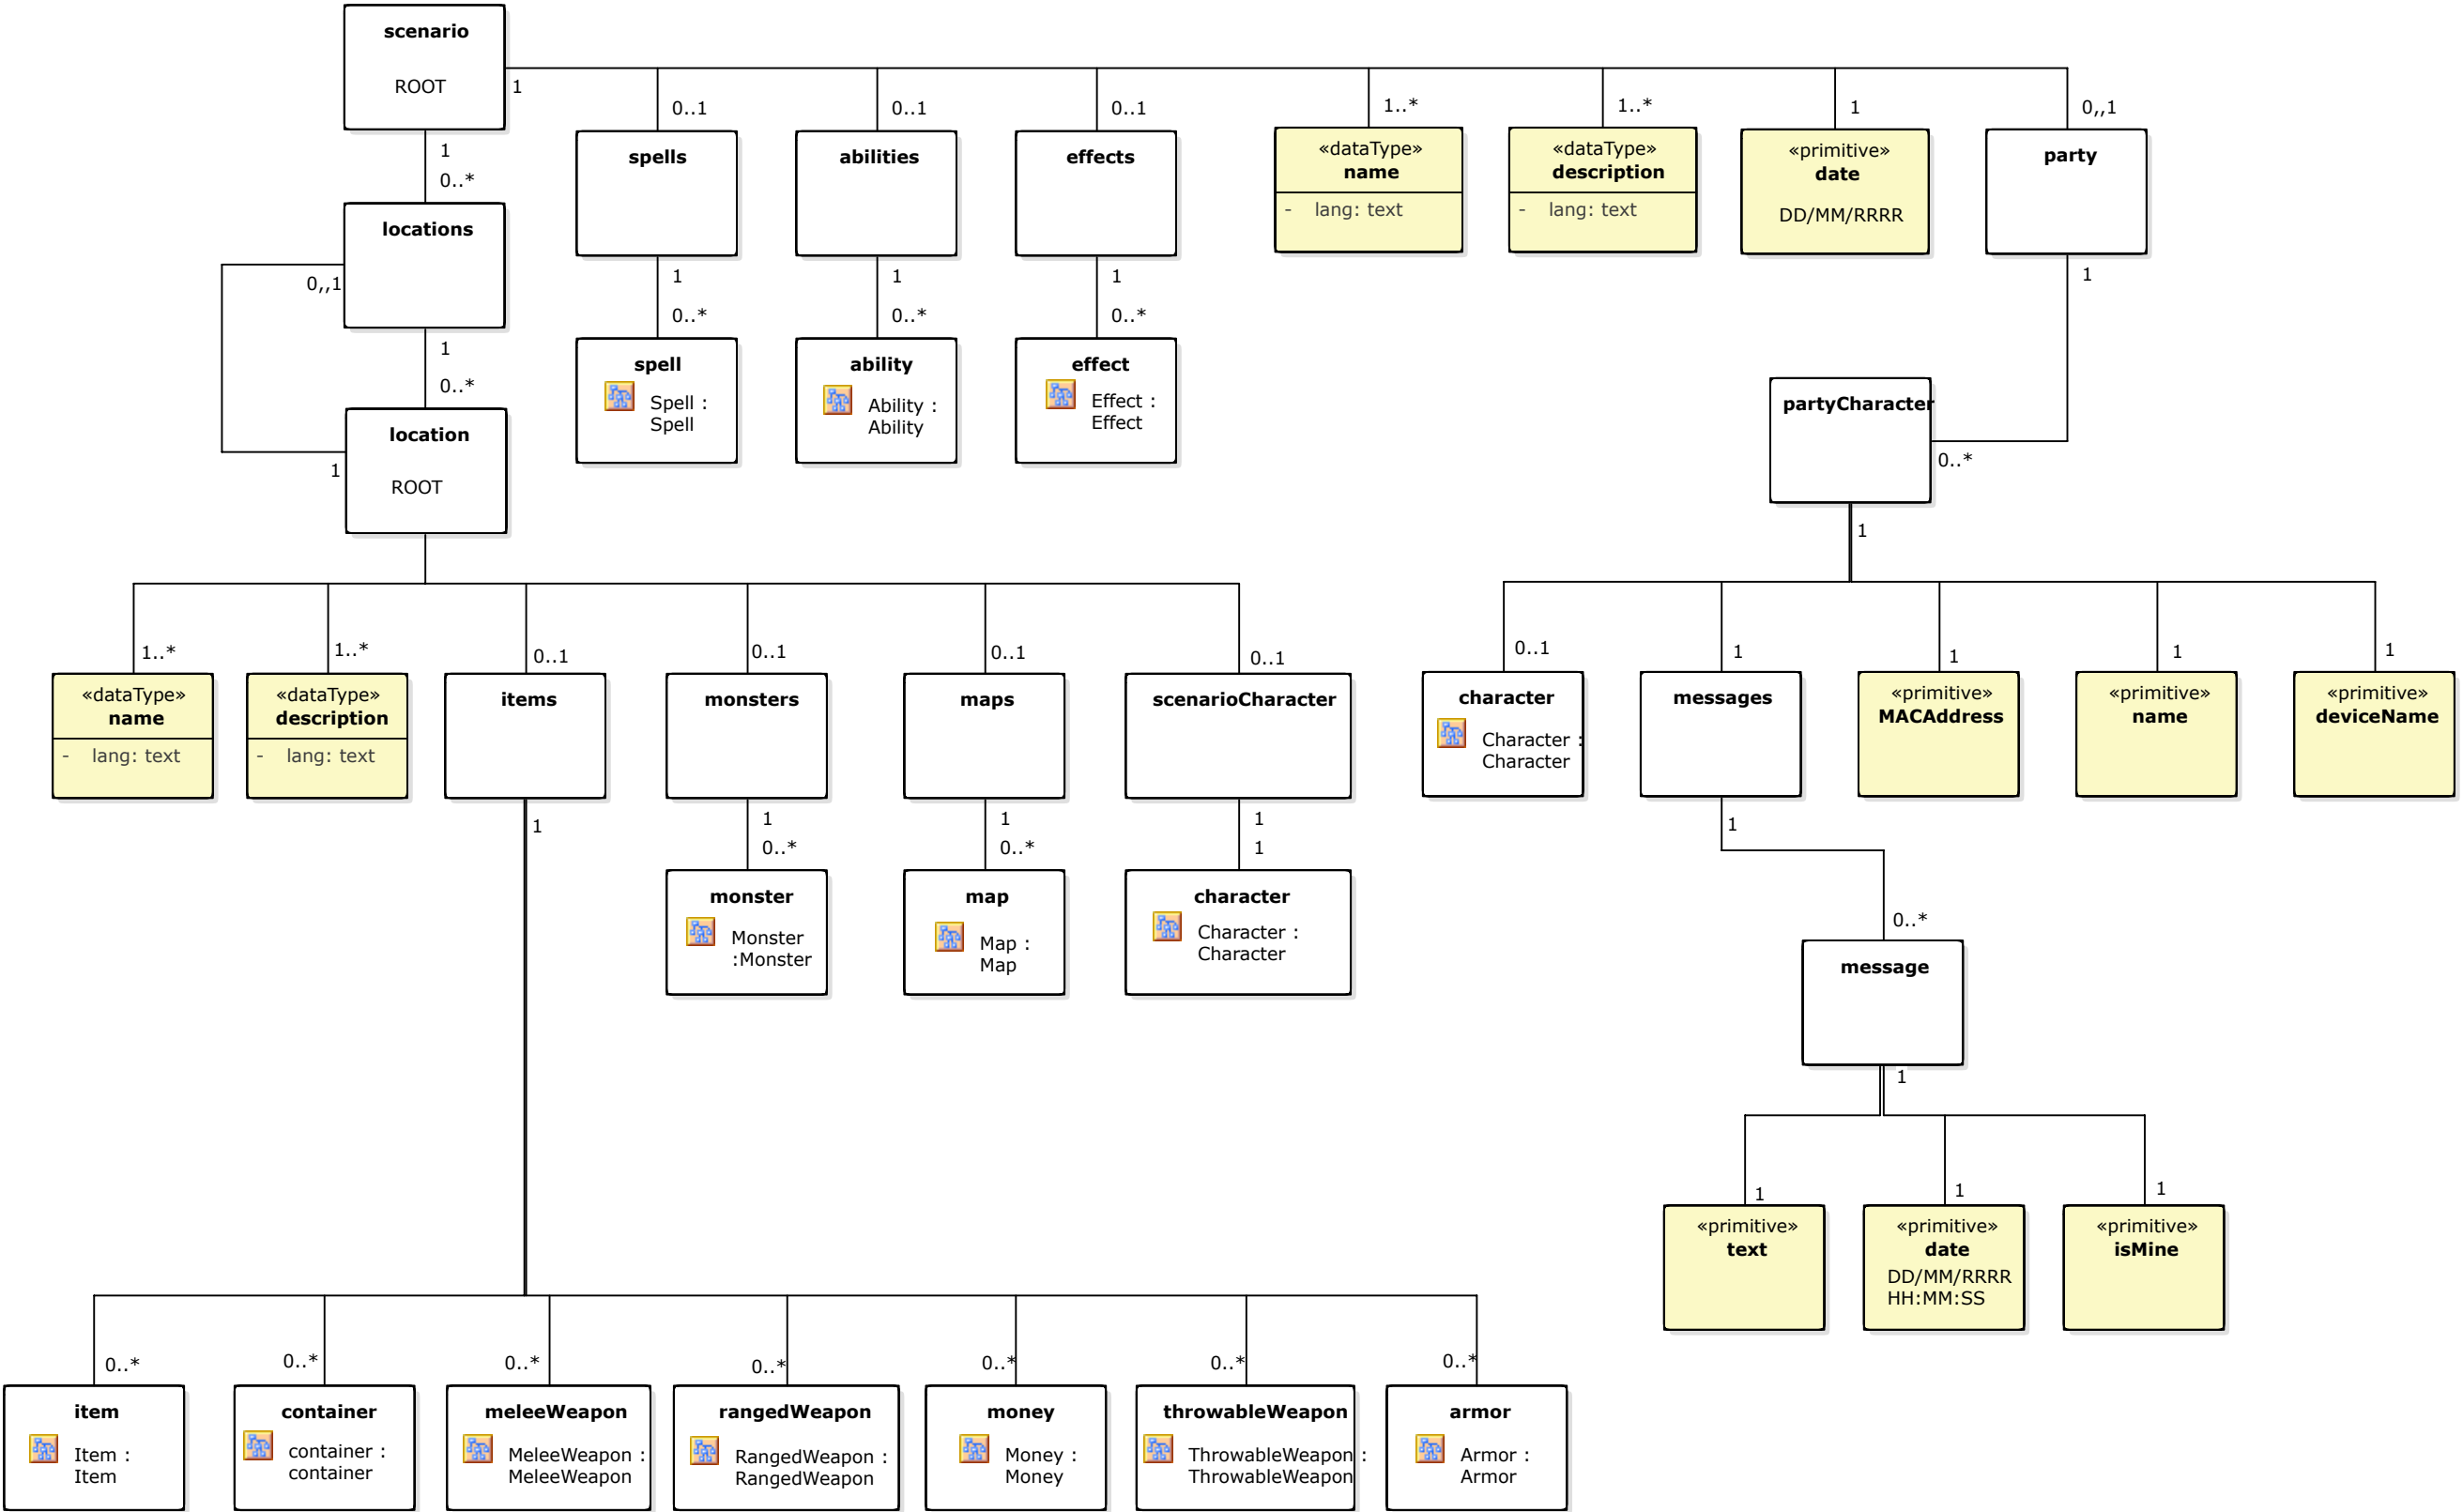 scenario
ROOT
1
1
0..*
0..1
0..1
0..1
1..*
1..*
1
0,,1
spells
abilities
effects
«dataType»
name
- lang: text
«dataType»
description
- lang: text
«primitive»
date
DD/MM/RRRR
party
locations
0,,1
1
0..*
1
0..*
1
0..*
1
0..*
1
spell
Spell :
Spell
ability
Ability :
Ability
effect
Effect :
Effect
partyCharacter
0..*
1
location
ROOT
1
1..*
1..*
0..1
0..1
0..1
0..1
0..1
1
1
1
1
«dataType»
name
- lang: text
«dataType»
description
- lang: text
items
monsters
maps
scenarioCharacter
character
Character :
Character
messages
«primitive»
MACAddress
«primitive»
name
«primitive»
deviceName
1
1
0..*
1
0..*
1
1
1
monster
Monster
:Monster
map
Map :
Map
character
Character :
Character
0..*
message
1
1
1
1
«primitive»
text
«primitive»
date
DD/MM/RRRR
HH:MM:SS
«primitive»
isMine
0..*
0..*
0..*
0..*
0..*
0..*
0..*
item
Item :
Item
container
container :
container
meleeWeapon
MeleeWeapon :
MeleeWeapon
rangedWeapon
RangedWeapon :
RangedWeapon
money
Money :
Money
throwableWeapon
ThrowableWeapon :
ThrowableWeapon
armor
Armor :
Armor